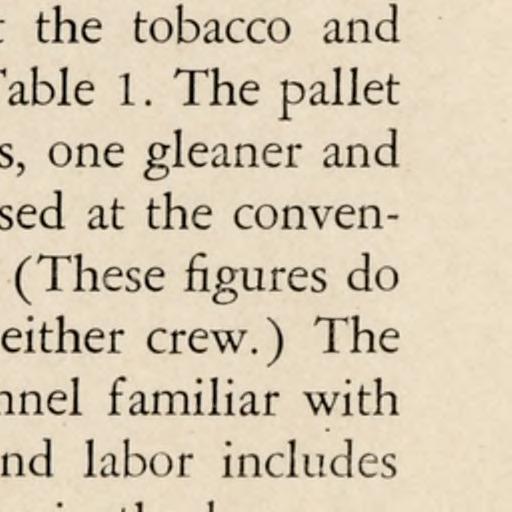 the tobacco and
Table 1. The pallet
s, one gleaner and
sed at the conven-
(These figures do
either crew.) The
nnel familiar with
nd labor includes